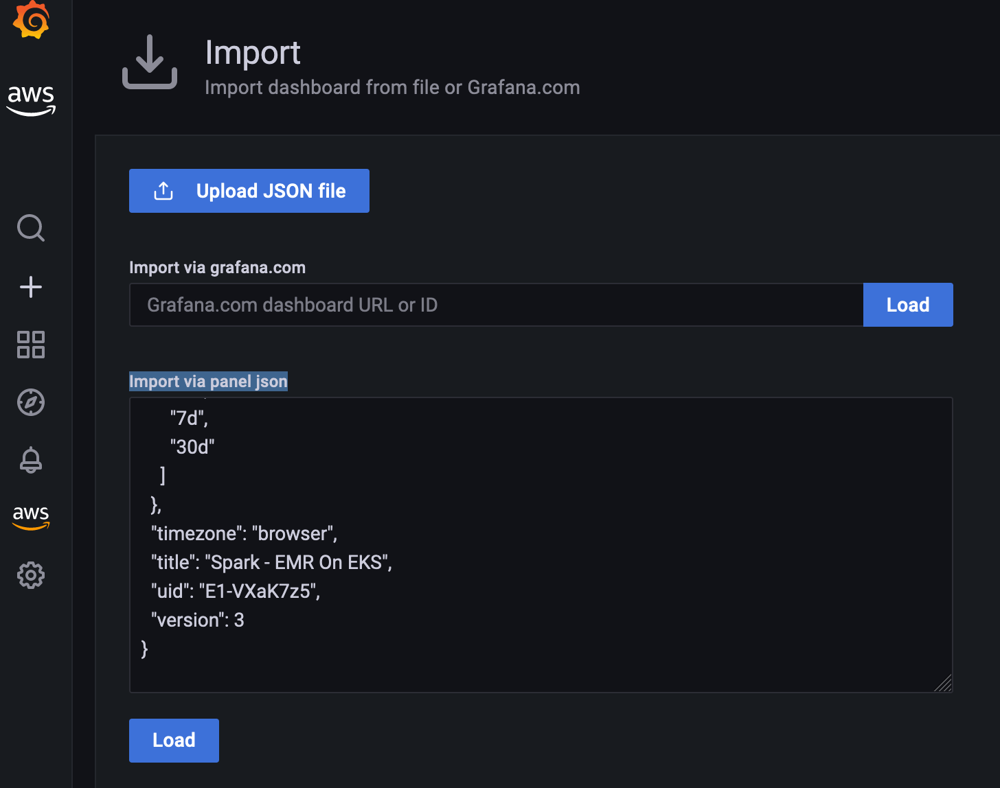 aws
Import
Import dashboard from file or Grafana.com
Upload JSON file
Import via grafana.com
Grafana.com dashboard URL or ID
Load
Import via panel json
"7d",
"30d"
]
},
"timezone": "browser",
"title": "Spark - EMR On EKS",
"uid": "E1-VXaK7z5",
"version": 3
}
aws
Load